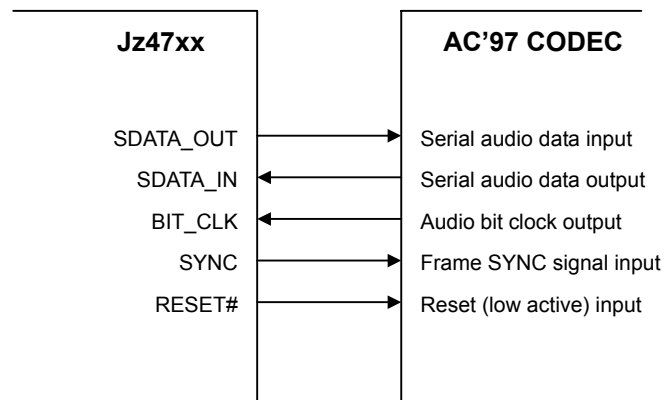 Jz47xx AC’97 CODEC
SDATA_OUT Serial audio data input
SDATA_IN Serial audio data output
BIT_CLK Audio bit clock output
SYNC Frame SYNC signal input
RESET# Reset (low active) input